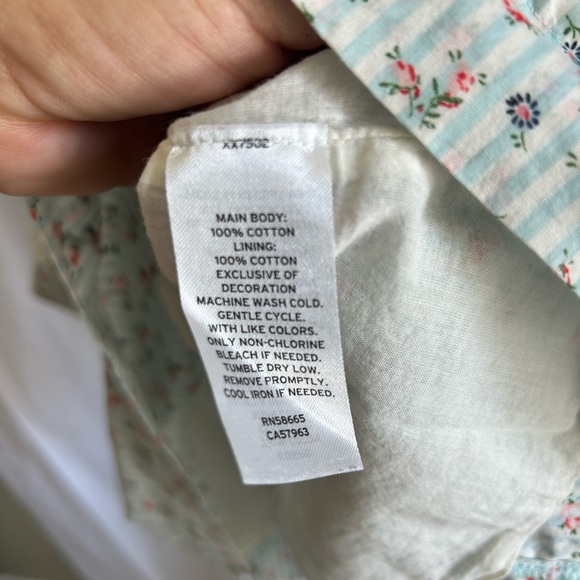 MAIN BODY:
100% COTTON
LINING:
100% COTTON
EXCLUSIVE OF
DECORATION
MACHINE WASH COLD.
GENTLE CYCLE.
WITH LIKE COLORS.
ONLY NON-CHLORINE
BLEACH IF NEEDED.
TUMBLE DRY LOW.
REMOVE PROMPTLY.
COOL IRON IF NEEDED.
RN58665
CA57963